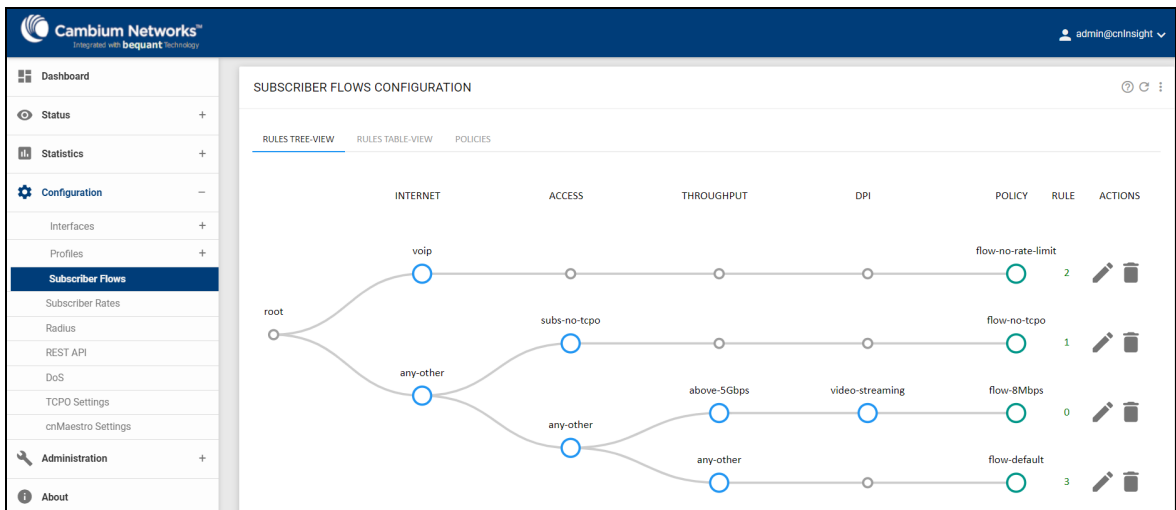 Cambium Networks™
Integrated with bequant Technology
admin@cnInsight
Dashboard
Status +
Statistics +
Configuration −
Interfaces +
Profiles +
Subscriber Flows
Subscriber Rates
Radius
REST API
DoS
TCPO Settings
cnMaestro Settings
Administration +
About
SUBSCRIBER FLOWS CONFIGURATION
RULES TREE-VIEW RULES TABLE-VIEW POLICIES
INTERNET ACCESS THROUGHPUT DPI POLICY RULE ACTIONS
voip flow-no-rate-limit
2
root
subs-no-tcpo flow-no-tcpo
1
any-other
above-5Gbps video-streaming flow-8Mbps
0
any-other
any-other flow-default
3